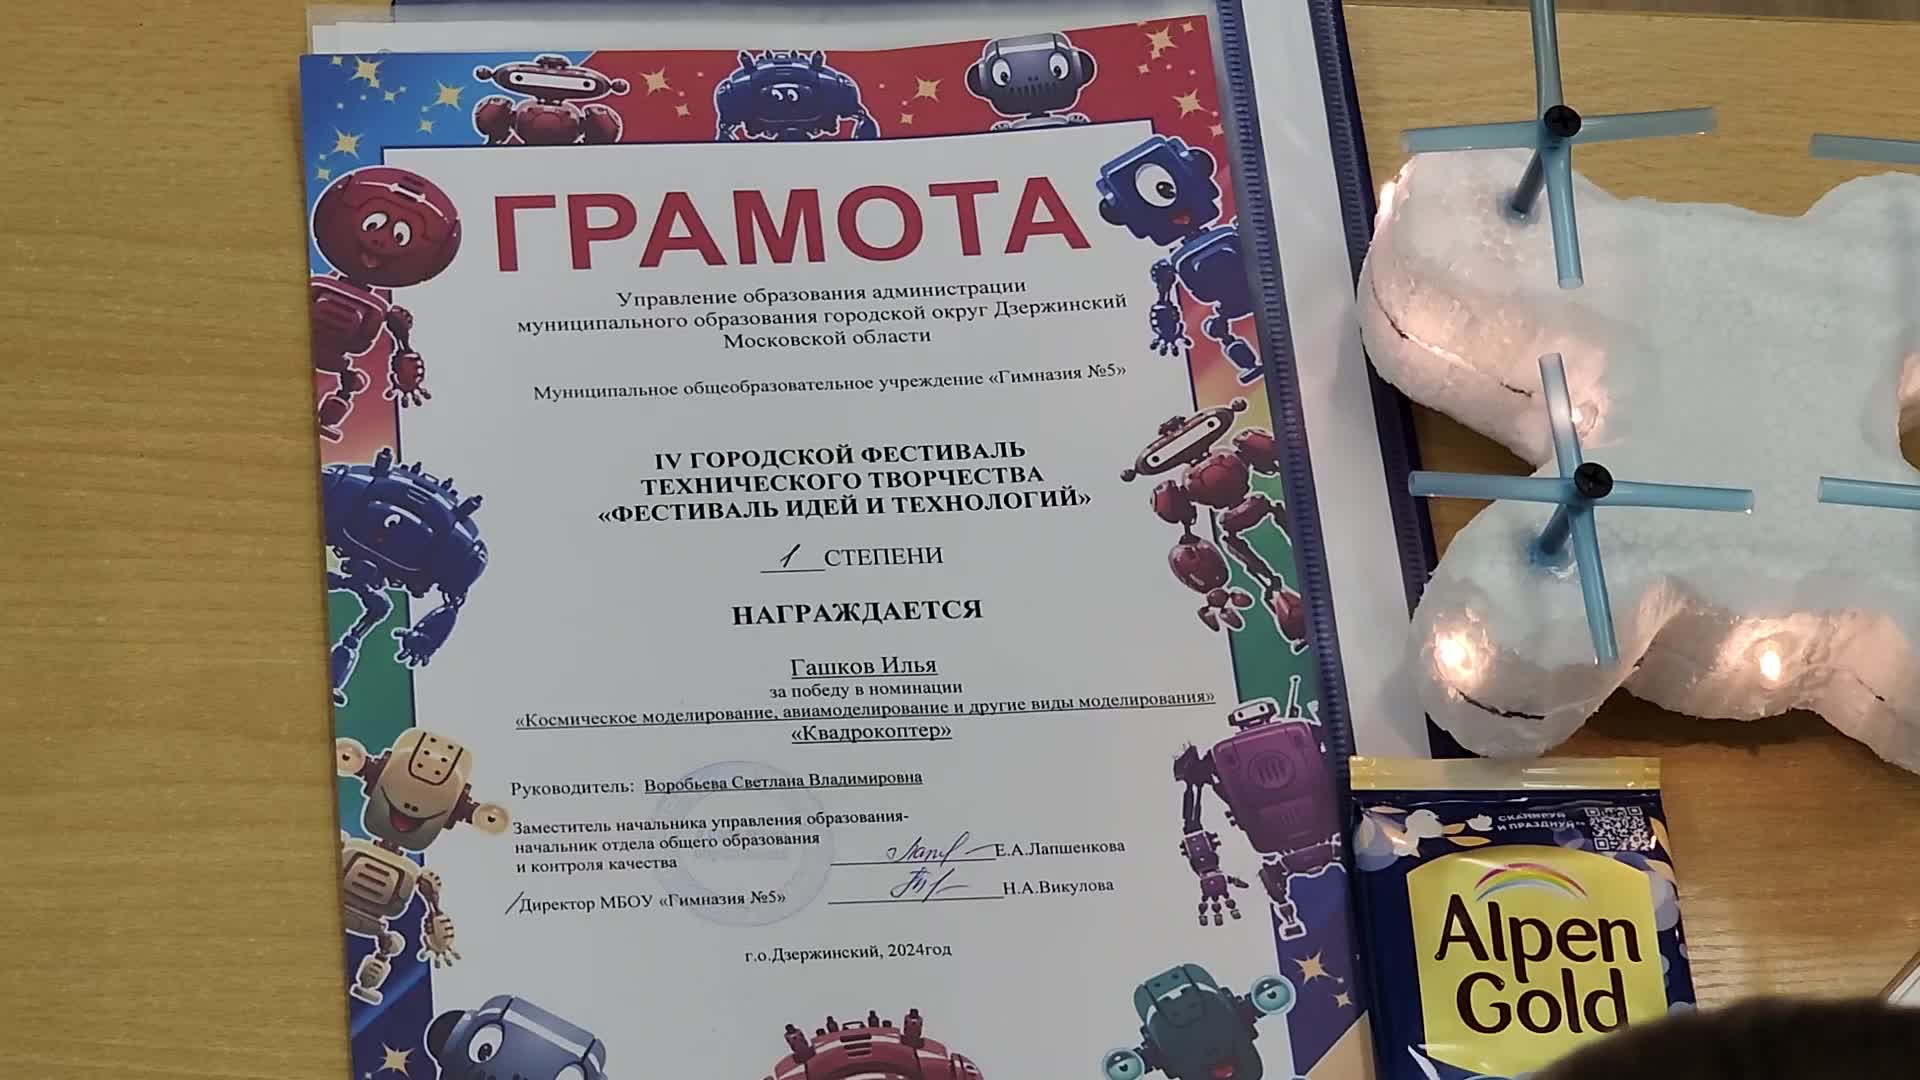 ГРАМОТА
Управление образования администрации
муниципального образования городской округ Дзержинский
Московской области
Муниципальное общеобразовательное учреждение «Гимназия №5»
IV ГОРОДСКОЙ ФЕСТИВАЛЬ
ТЕХНИЧЕСКОГО ТВОРЧЕСТВА
«ФЕСТИВАЛЬ ИДЕЙ И ТЕХНОЛОГИЙ»
1 СТЕПЕНИ
НАГРАЖДАЕТСЯ
Гашков Илья
за победу в номинации
«Космическое моделирование, авиамоделирование и другие виды моделирования»
«Квадрокоптер»
Руководитель: Воробьева Светлана Владимировна
Заместитель начальника управления образования-
начальник отдела общего образования
и контроля качества Е.А.Лапшенкова
Директор МБОУ «Гимназия №5» Н.А.Викулова
г.о.Дзержинский, 2024год
СКАНИРУЙ
И ПРАЗДНУЙ
Alpen
Gold